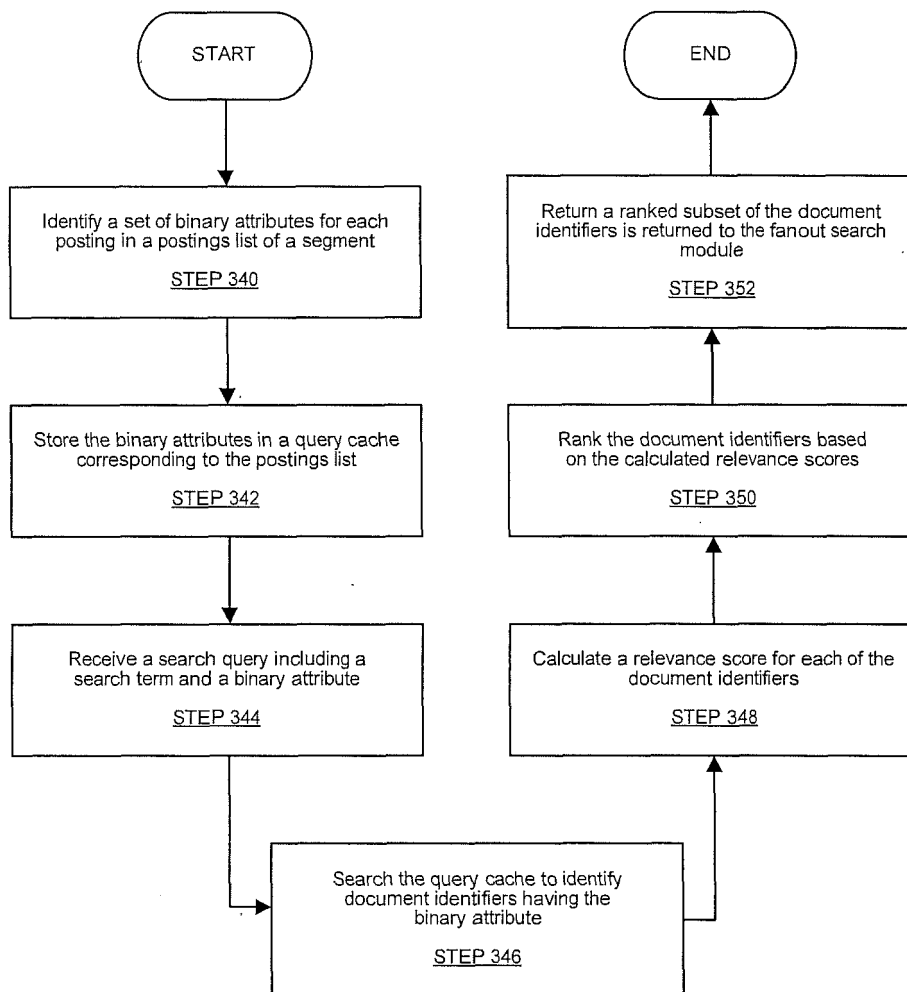 START
Identify a set of binary attributes for each
posting in a postings list of a segment
STEP 340
Store the binary attributes in a query cache
corresponding to the postings list
STEP 342
Receive a search query including a
search term and a binary attribute
STEP 344
Search the query cache to identify
document identifiers having the
binary attribute
STEP 346
Calculate a relevance score for each of the
document identifiers
STEP 348
Rank the document identifiers based
on the calculated relevance scores
STEP 350
Return a ranked subset of the document
identifiers is returned to the fanout search
module
STEP 352
END